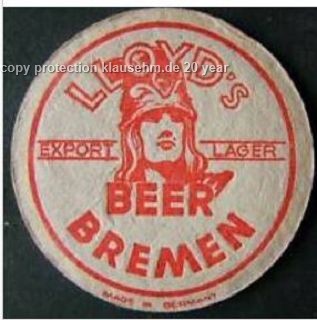 copy protection klausehm.de 20 year
LLOYD'S
EXPORT LAGER
BEER
BREMEN
MADE IN GERMANY